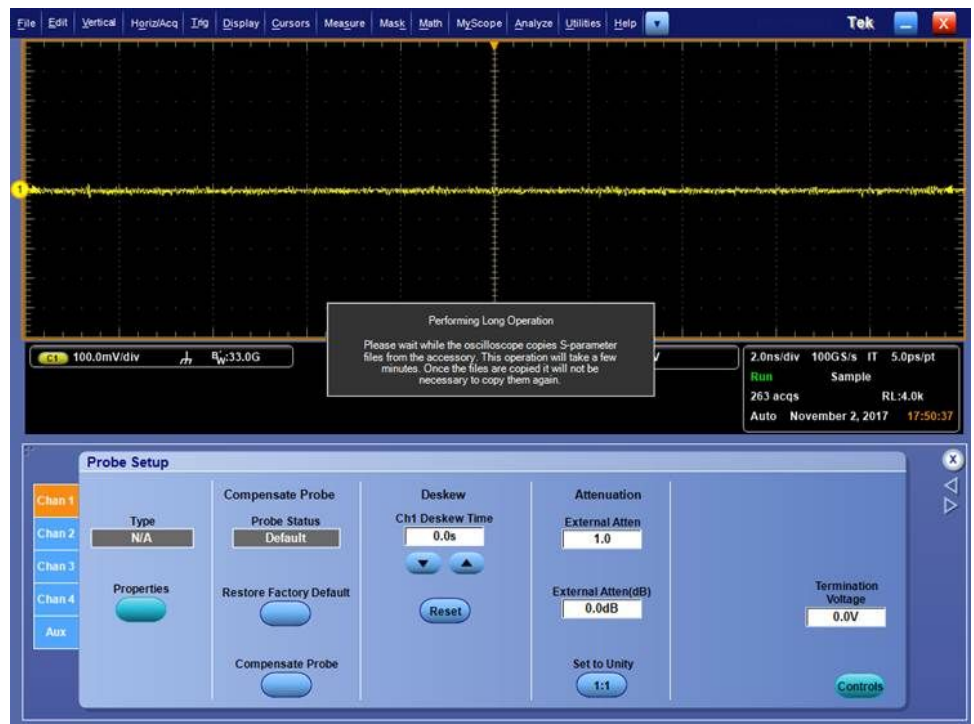 File Edit Vertical Horiz/Acq Trig Display Cursors Measure Mask Math MyScope Analyze Utilities Help Tek X
1
Performing Long Operation
Please wait while the oscilloscope copies S-parameter
files from the accessory. This operation will take a few
minutes. Once the files are copied it will not be
necessary to copy them again.
C1 100.0mV/div BW:33.0G
2.0ns/div 100GS/s IT 5.0ps/pt
Run Sample
263 acqs RL:4.0k
Auto November 2, 2017 17:50:37
Probe Setup X
Chan 1
Chan 2
Chan 3
Chan 4
Aux
Type
N/A
Properties
Compensate Probe
Probe Status
Default
Restore Factory Default
Compensate Probe
Deskew
Ch1 Deskew Time
0.0s
Reset
Attenuation
External Atten
1.0
External Atten(dB)
0.0dB
Set to Unity
1:1
Termination
Voltage
0.0V
Controls